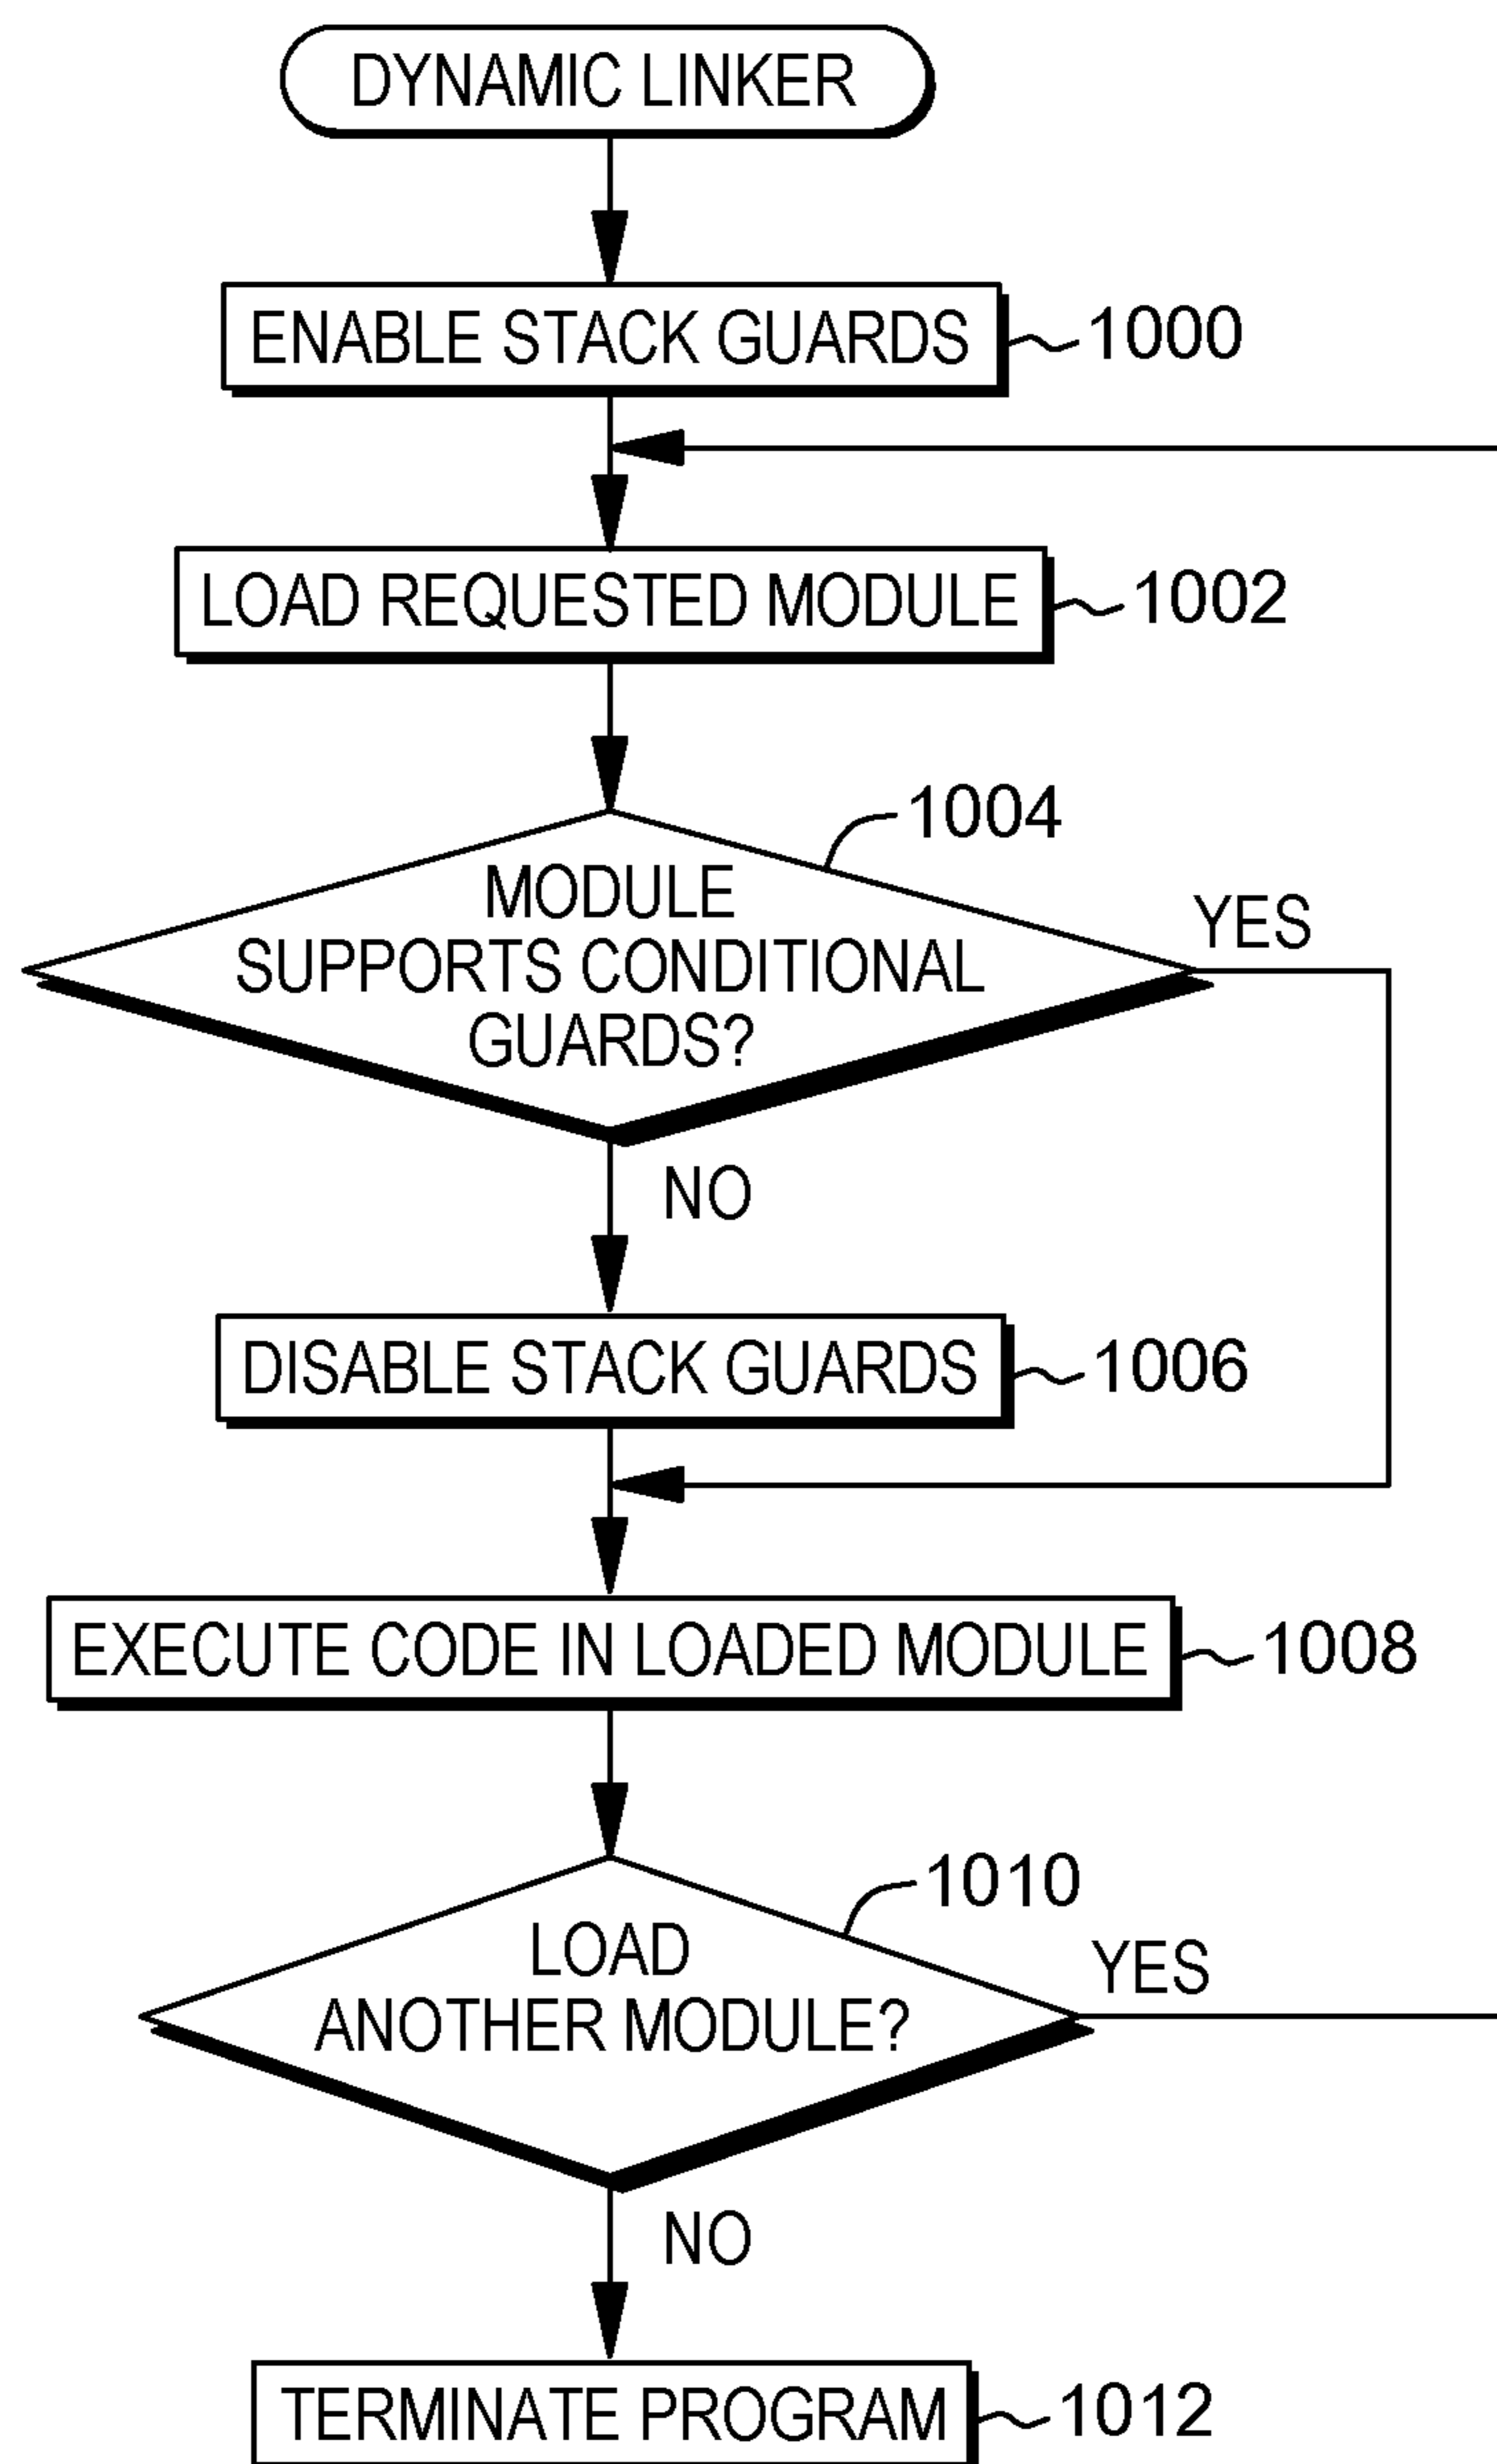 DYNAMIC LINKER
ENABLE STACK GUARDS
1000
LOAD REQUESTED MODULE
1002
1004
MODULE
SUPPORTS CONDITIONAL
GUARDS?
YES
NO
DISABLE STACK GUARDS
1006
EXECUTE CODE IN LOADED MODULE
1008
1010
LOAD
ANOTHER MODULE?
YES
NO
TERMINATE PROGRAM
1012